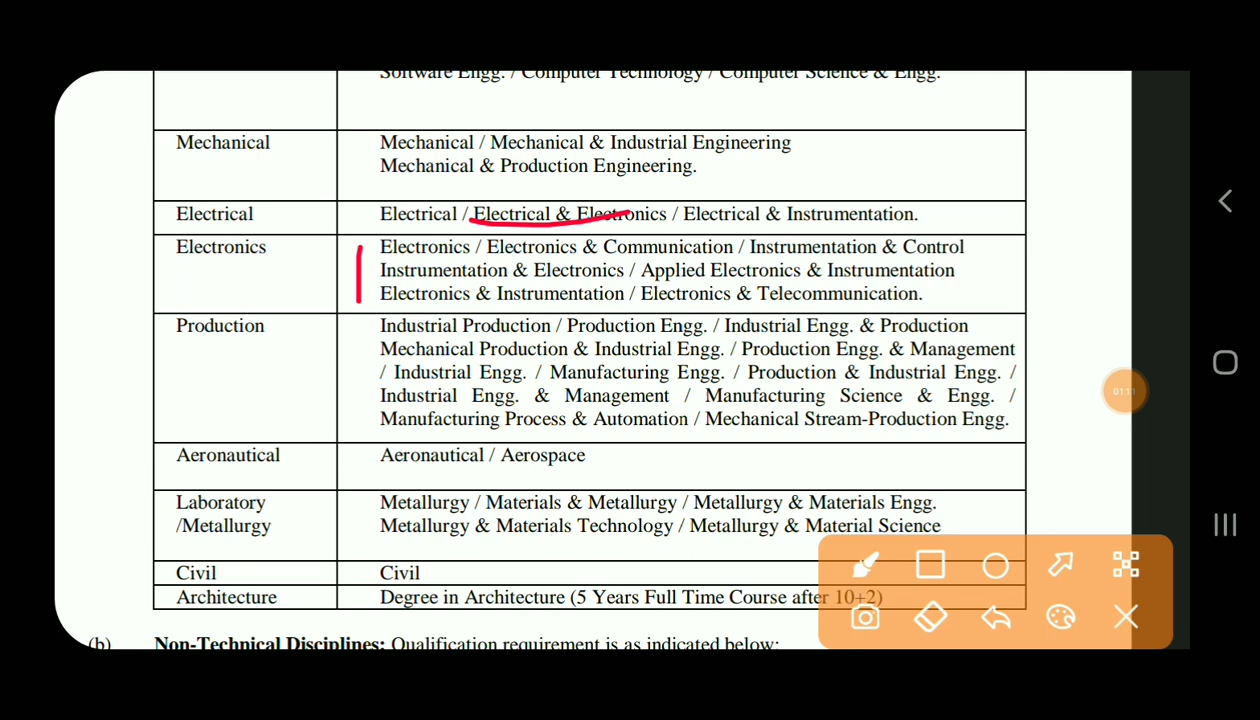 Software Engg. / Computer Technology / Computer Science & Engg.
Mechanical
Mechanical / Mechanical & Industrial Engineering
Mechanical & Production Engineering.
Electrical
Electrical / Electrical & Electronics / Electrical & Instrumentation.
Electronics
Electronics / Electronics & Communication / Instrumentation & Control
Instrumentation & Electronics / Applied Electronics & Instrumentation
Electronics & Instrumentation / Electronics & Telecommunication.
Production
Industrial Production / Production Engg. / Industrial Engg. & Production
Mechanical Production & Industrial Engg. / Production Engg. & Management
/ Industrial Engg. / Manufacturing Engg. / Production & Industrial Engg. /
Industrial Engg. & Management / Manufacturing Science & Engg. /
Manufacturing Process & Automation / Mechanical Stream-Production Engg.
Aeronautical
Aeronautical / Aerospace
Laboratory
/Metallurgy
Metallurgy / Materials & Metallurgy / Metallurgy & Materials Engg.
Metallurgy & Materials Technology / Metallurgy & Material Science
Civil
Civil
Architecture
Degree in Architecture (5 Years Full Time Course after 10+2)
(b) Non-Technical Disciplines: Qualification requirement is as indicated below:
01:11